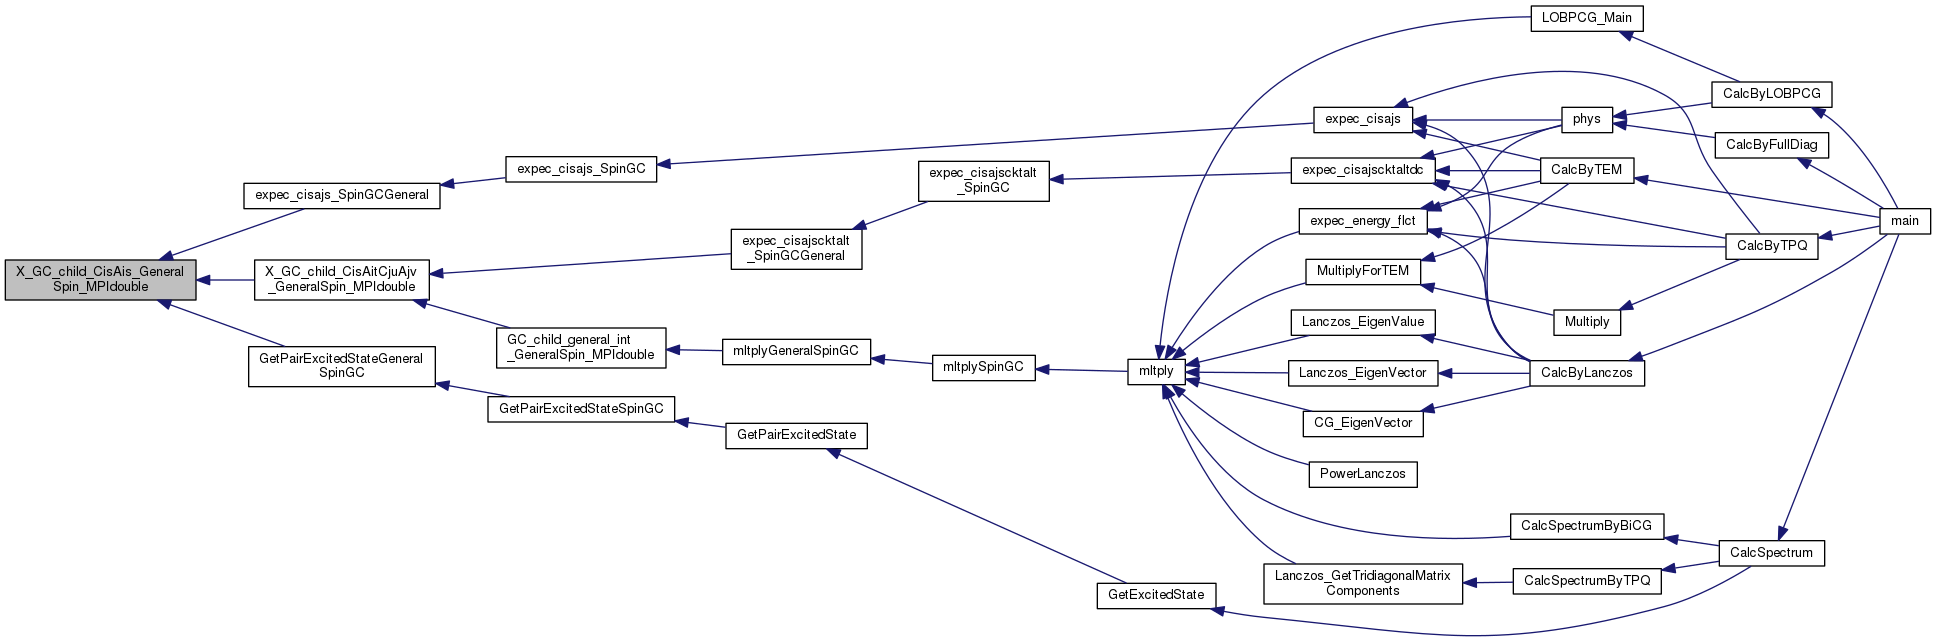 X_GC_child_CisAis_General
Spin_MPIdouble
expec_cisajs_SpinGCGeneral
X_GC_child_CisAitCjuAjv
_GeneralSpin_MPIdouble
GetPairExcitedStateGeneral
SpinGC
expec_cisajs_SpinGC
GC_child_general_int
_GeneralSpin_MPIdouble
GetPairExcitedStateSpinGC
expec_cisajscktalt
_SpinGCGeneral
mltplyGeneralSpinGC
GetPairExcitedState
expec_cisajscktalt
_SpinGC
mltplySpinGC
mltply
GetExcitedState
LOBPCG_Main
expec_cisajs
expec_cisajscktaltdc
expec_energy_flct
MultiplyForTEM
Lanczos_EigenValue
Lanczos_EigenVector
CG_EigenVector
PowerLanczos
Lanczos_GetTridiagonalMatrix
Components
phys
CalcByTEM
Multiply
CalcByLanczos
CalcSpectrumByBiCG
CalcSpectrumByTPQ
CalcByLOBPCG
CalcByFullDiag
CalcByTPQ
CalcSpectrum
main